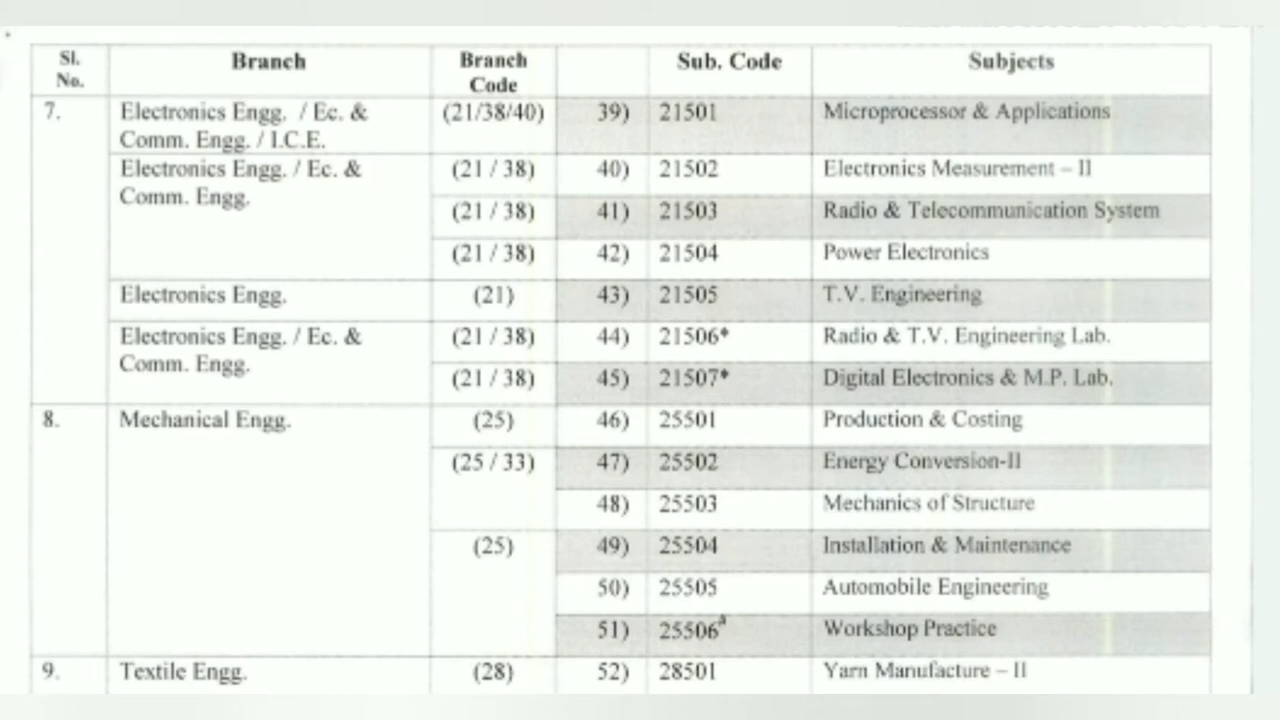 Sl. No. Branch Branch Code Sub. Code Subjects
7. Electronics Engg. / Ec. & (21/38/40) 39) 21501 Microprocessor & Applications
Comm. Engg. / I.C.E.
Electronics Engg. / Ec. & (21 / 38) 40) 21502 Electronics Measurement – II
Comm. Engg.
(21 / 38) 41) 21503 Radio & Telecommunication System
(21 / 38) 42) 21504 Power Electronics
Electronics Engg. (21) 43) 21505 T.V. Engineering
Electronics Engg. / Ec. & (21 / 38) 44) 21506* Radio & T.V. Engineering Lab.
Comm. Engg.
(21 / 38) 45) 21507* Digital Electronics & M.P. Lab.
8. Mechanical Engg. (25) 46) 25501 Production & Costing
(25 / 33) 47) 25502 Energy Conversion-II
48) 25503 Mechanics of Structure
(25) 49) 25504 Installation & Maintenance
50) 25505 Automobile Engineering
51) 25506# Workshop Practice
9. Textile Engg. (28) 52) 28501 Yarn Manufacture – II